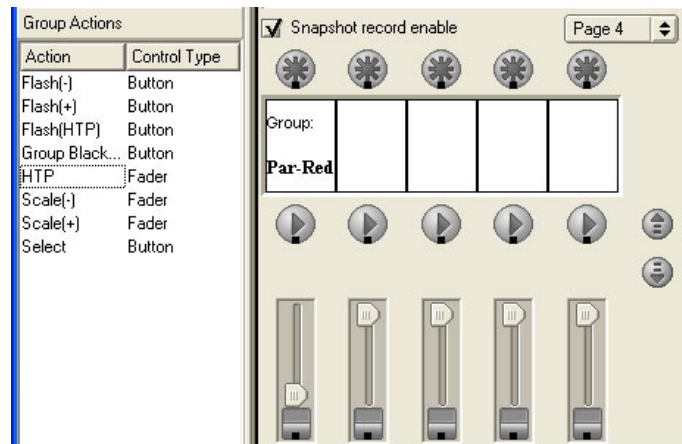 Group Actions
Action Control Type
Flash(-) Button
Flash(+) Button
Flash(HTP) Button
Group Black... Button
HTP Fader
Scale(-) Fader
Scale(+) Fader
Select Button
Snapshot record enable
Page 4
Group:
Par-Red